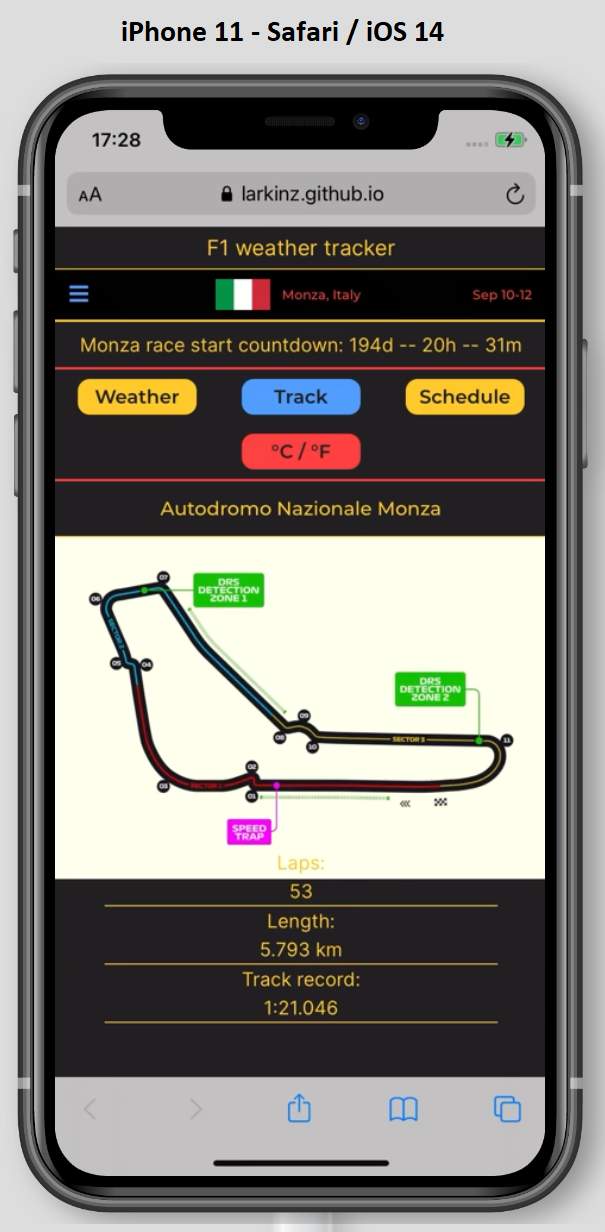 iPhone 11 - Safari / iOS 14
17:28
AA
larkinz.github.io
F1 weather tracker
Monza, Italy
Sep 10-12
Monza race start countdown: 194d -- 20h -- 31m
Weather
Track
Schedule
°C / °F
Autodromo Nazionale Monza
07
DRS
DETECTION
ZONE 1
06
SECTOR 2
05
04
DRS
DETECTION
ZONE 2
09
08
10
SECTOR 3
11
02
03
SECTOR 1
01
SPEED
TRAP
Laps:
53
Length:
5.793 km
Track record:
1:21.046